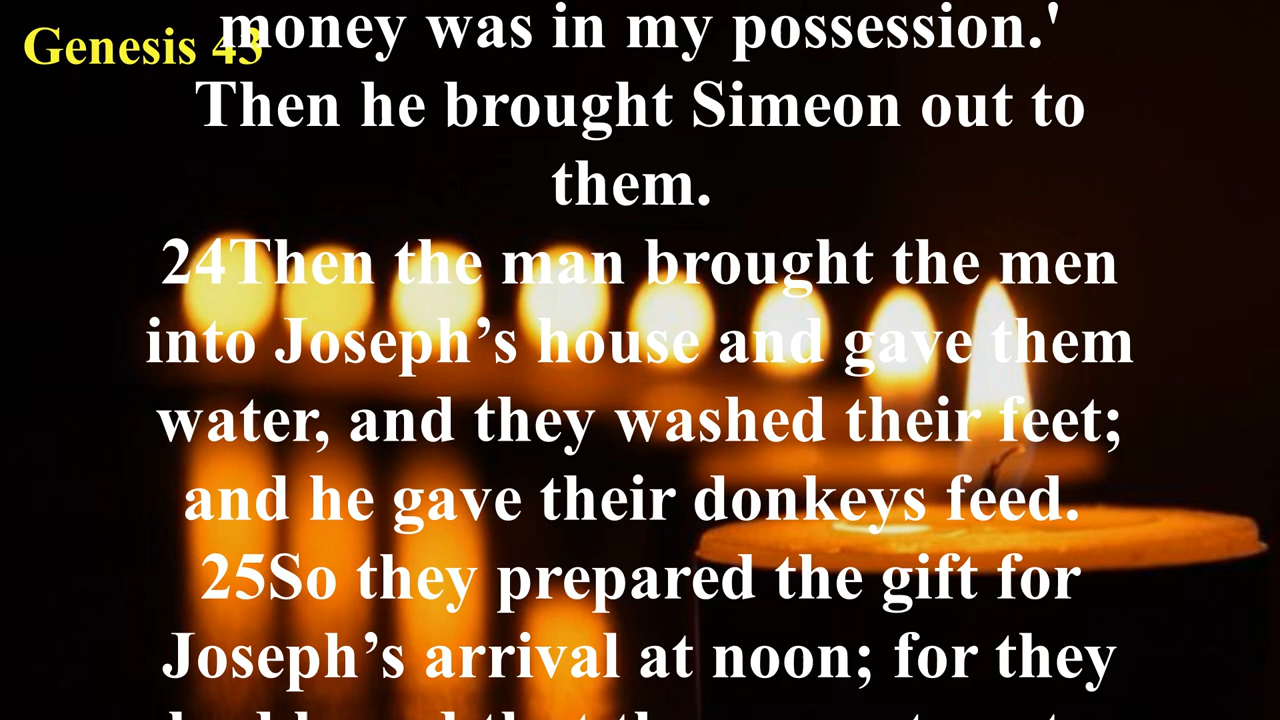 Genesis 43
money was in my possession.'
Then he brought Simeon out to
them.
24Then the man brought the men
into Joseph’s house and gave them
water, and they washed their feet;
and he gave their donkeys feed.
25So they prepared the gift for
Joseph’s arrival at noon; for they